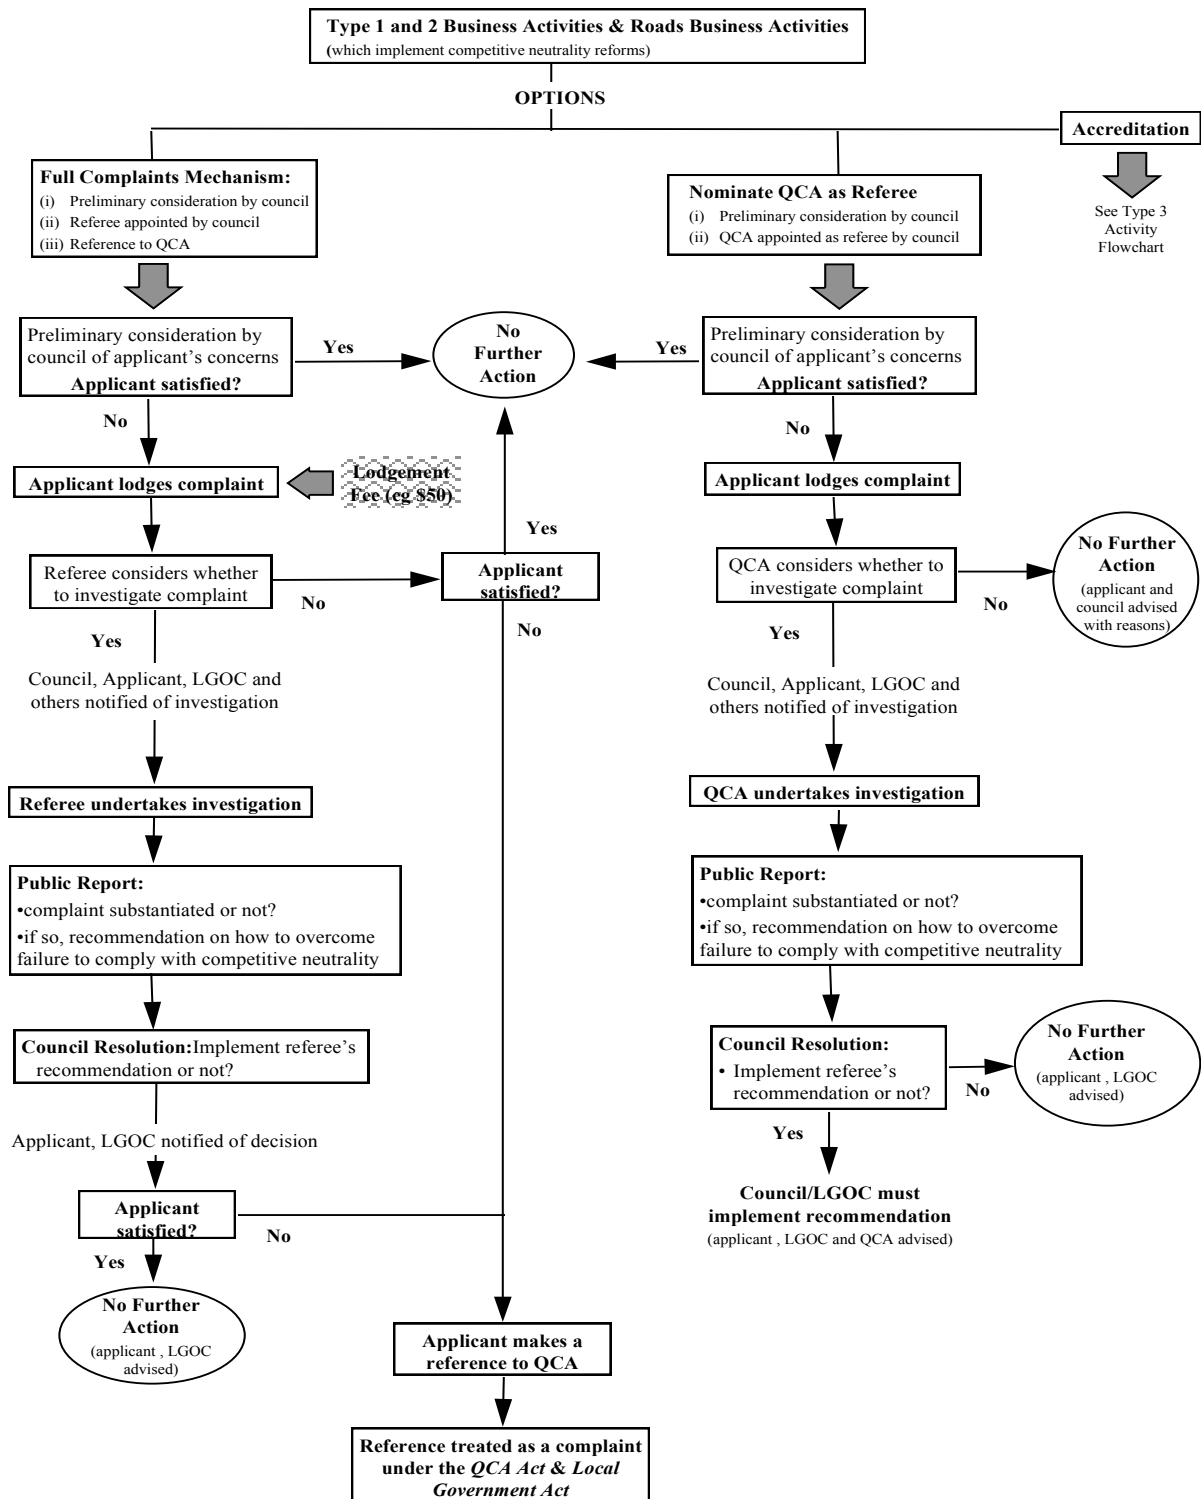 Type 1 and 2 Business Activities & Roads Business Activities
(which implement competitive neutrality reforms)
OPTIONS
Accreditation
See Type 3
Activity
Flowchart
Full Complaints Mechanism:
(i) Preliminary consideration by council
(ii) Referee appointed by council
(iii) Reference to QCA
Nominate QCA as Referee
(i) Preliminary consideration by council
(ii) QCA appointed as referee by council
Preliminary consideration by
council of applicant's concerns
Applicant satisfied?
Yes
No
Further
Action
Yes
Preliminary consideration by
council of applicant's concerns
Applicant satisfied?
No
No
Applicant lodges complaint
Lodgement
Fee (eg $50)
Applicant lodges complaint
Referee considers whether
to investigate complaint
No
Yes
Applicant
satisfied?
Yes
No
QCA considers whether to
investigate complaint
No
Yes
No Further
Action
(applicant and
council advised
with reasons)
Council, Applicant, LGOC and
others notified of investigation
Council, Applicant, LGOC and
others notified of investigation
Referee undertakes investigation
QCA undertakes investigation
Public Report:
•complaint substantiated or not?
•if so, recommendation on how to overcome
failure to comply with competitive neutrality
Public Report:
•complaint substantiated or not?
•if so, recommendation on how to overcome
failure to comply with competitive neutrality
Council Resolution:Implement referee's
recommendation or not?
Council Resolution:
• Implement referee's
recommendation or not?
No
Yes
No Further
Action
(applicant , LGOC
advised)
Applicant, LGOC notified of decision
Council/LGOC must
implement recommendation
(applicant , LGOC and QCA advised)
Applicant
satisfied?
No
Yes
No Further
Action
(applicant , LGOC
advised)
Applicant makes a
reference to QCA
Reference treated as a complaint
under the QCA Act & Local
Government Act